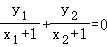 y₁/(x₁+1) + y₂/(x₂+1) = 0